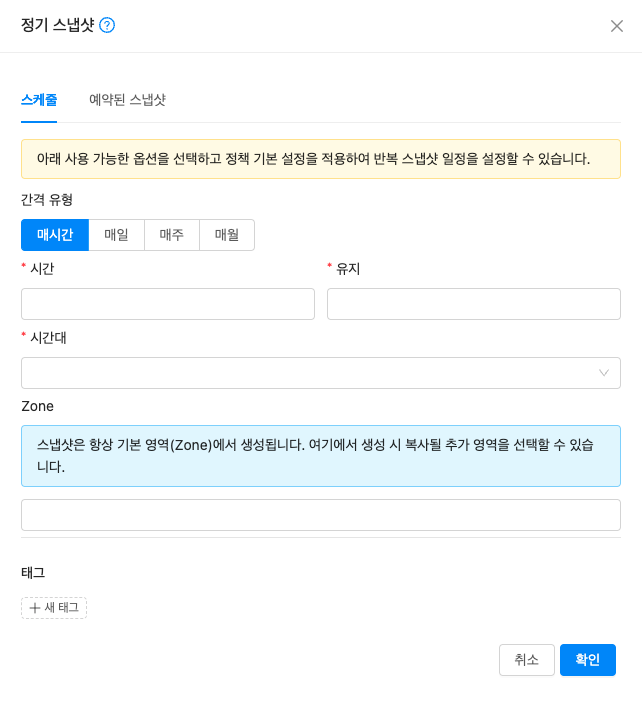 정기 스냅샷
스케줄 예약된 스냅샷
아래 사용 가능한 옵션을 선택하고 정책 기본 설정을 적용하여 반복 스냅샷 일정을 설정할 수 있습니다.
간격 유형
매시간 매일 매주 매월
* 시간 * 유지
* 시간대
Zone
스냅샷은 항상 기본 영역(Zone)에서 생성됩니다. 여기에서 생성 시 복사될 추가 영역을 선택할 수 있습
니다.
태그
+ 새 태그
취소 확인